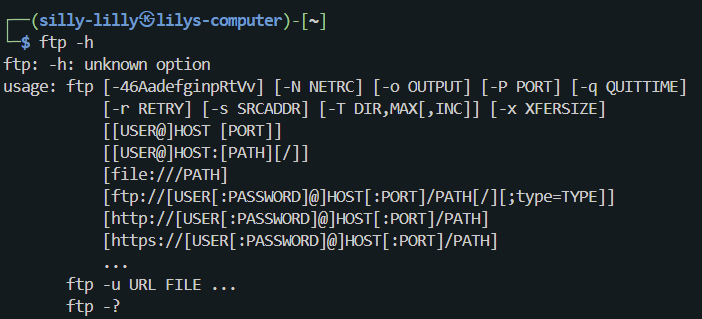 ┌──(silly-lilly㉿lilys-computer)-[~]
└─$ ftp -h
ftp: -h: unknown option
usage: ftp [-46AadefginpRtVv] [-N NETRC] [-o OUTPUT] [-P PORT] [-q QUITTIME]
           [-r RETRY] [-s SRCADDR] [-T DIR,MAX[,INC]] [-x XFERSIZE]
           [[USER@]HOST [PORT]]
           [[USER@]HOST:[PATH][/]]
           [file:///PATH]
           [ftp://[USER[:PASSWORD]@]HOST[:PORT]/PATH[/][;type=TYPE]]
           [http://[USER[:PASSWORD]@]HOST[:PORT]/PATH]
           [https://[USER[:PASSWORD]@]HOST[:PORT]/PATH]
           ...
       ftp -u URL FILE ...
       ftp -?